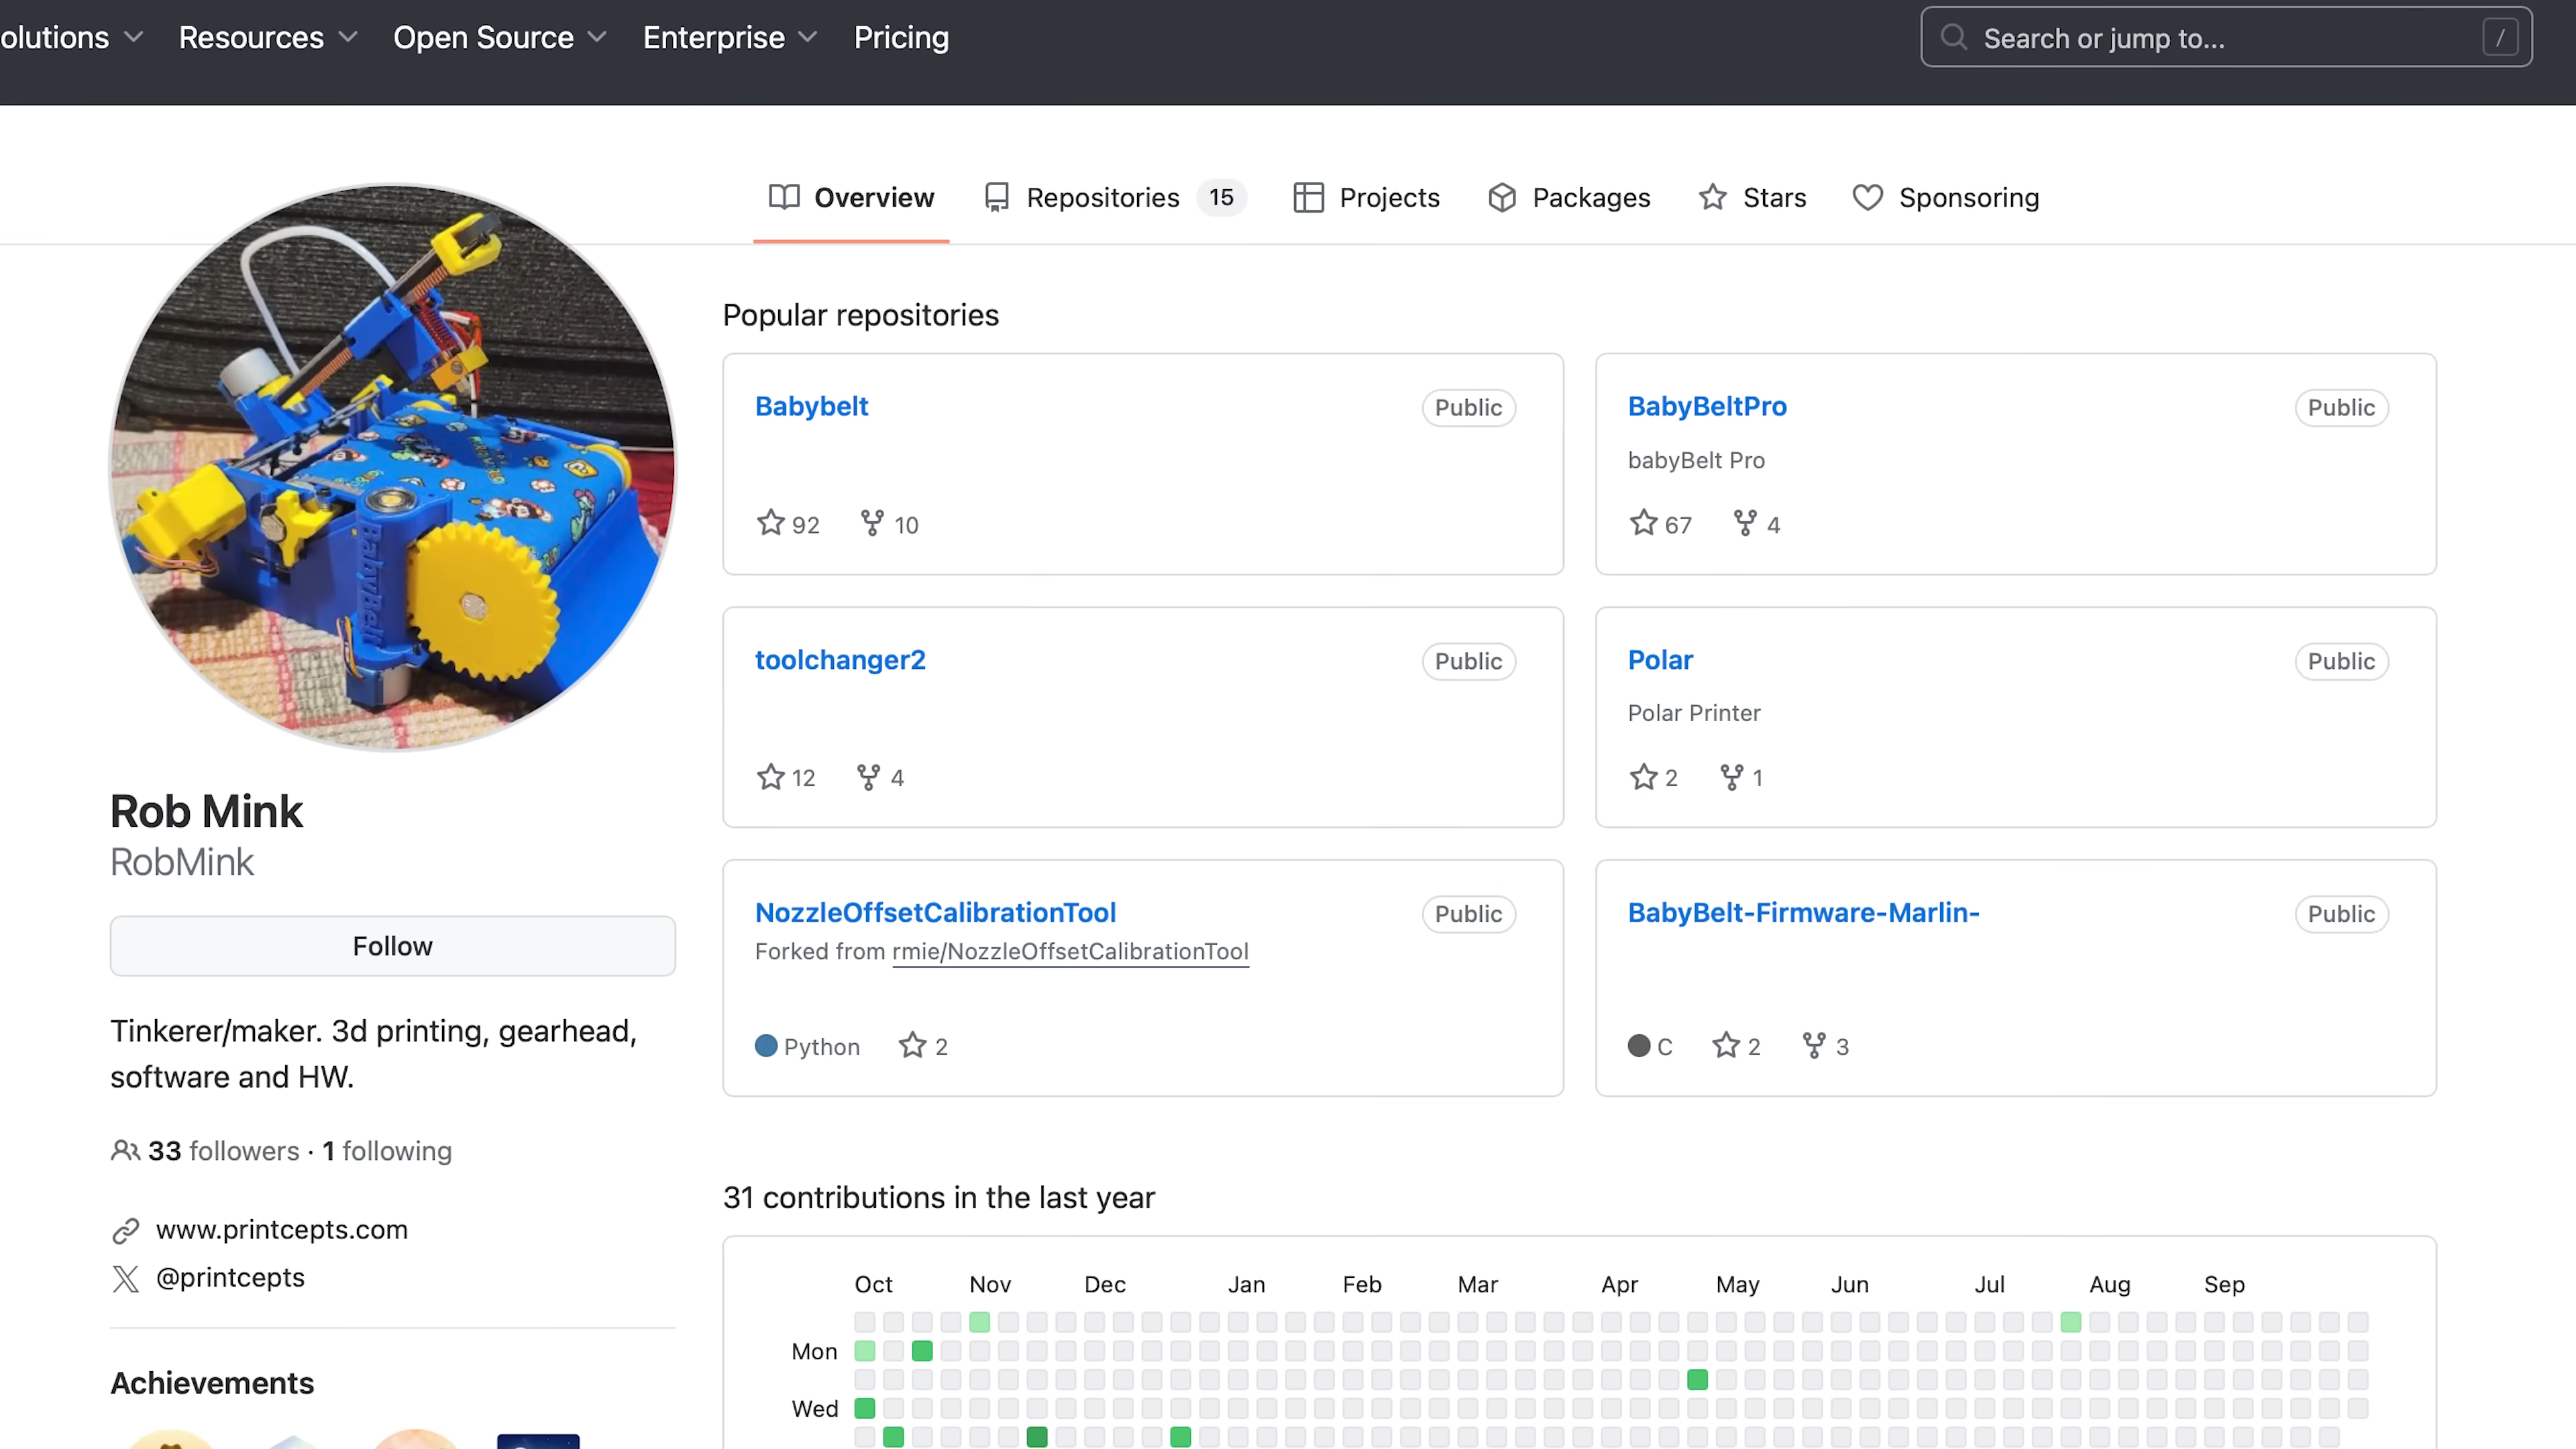 olutions Resources Open Source Enterprise Pricing Search or jump to... /
Overview Repositories 15 Projects Packages Stars Sponsoring
BabyBelt
Rob Mink
RobMink
Follow
Tinkerer/maker. 3d printing, gearhead,
software and HW.
33 followers · 1 following
www.printcepts.com
@printcepts
Achievements
Popular repositories
Babybelt Public
92 10
BabyBeltPro Public
babyBelt Pro
67 4
toolchanger2 Public
12 4
Polar Public
Polar Printer
2 1
NozzleOffsetCalibrationTool Public
Forked from rmie/NozzleOffsetCalibrationTool
Python 2
BabyBelt-Firmware-Marlin- Public
C 2 3
31 contributions in the last year
Oct Nov Dec Jan Feb Mar Apr May Jun Jul Aug Sep
Mon
Wed